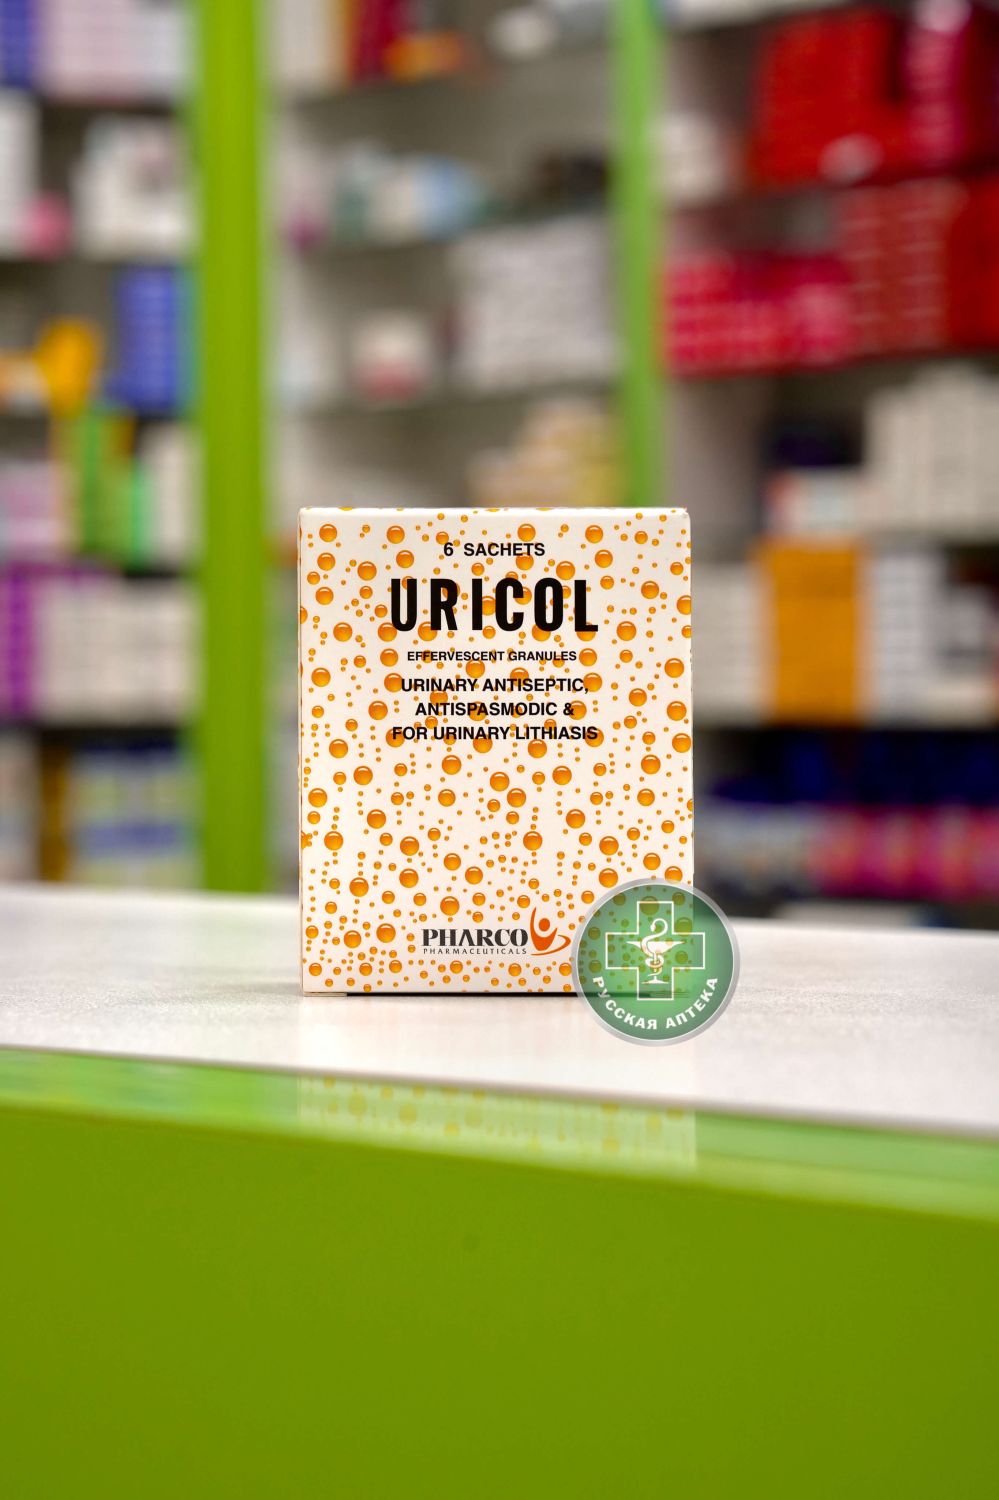 6 SACHETS
URICOL
EFFERVESCENT GRANULES
URINARY ANTISEPTIC,
ANTISPASMODIC &
FOR URINARY LITHIASIS
PHARCO
PHARMACEUTICALS
РУССКАЯ АПТЕКА